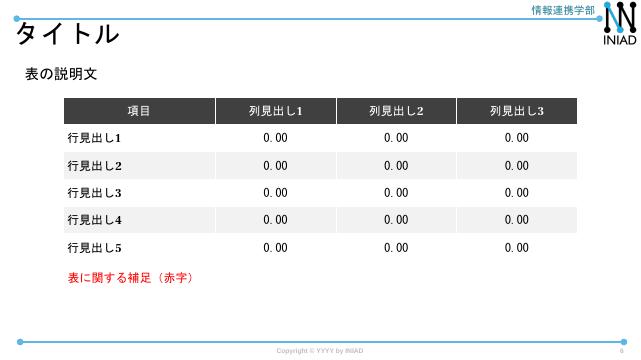 情報連携学部
INIAD
タイトル
表の説明文
項目 列見出し1 列見出し2 列見出し3
行見出し1 0.00 0.00 0.00
行見出し2 0.00 0.00 0.00
行見出し3 0.00 0.00 0.00
行見出し4 0.00 0.00 0.00
行見出し5 0.00 0.00 0.00
表に関する補足（赤字）
Copyright © YYYY by INIAD 6